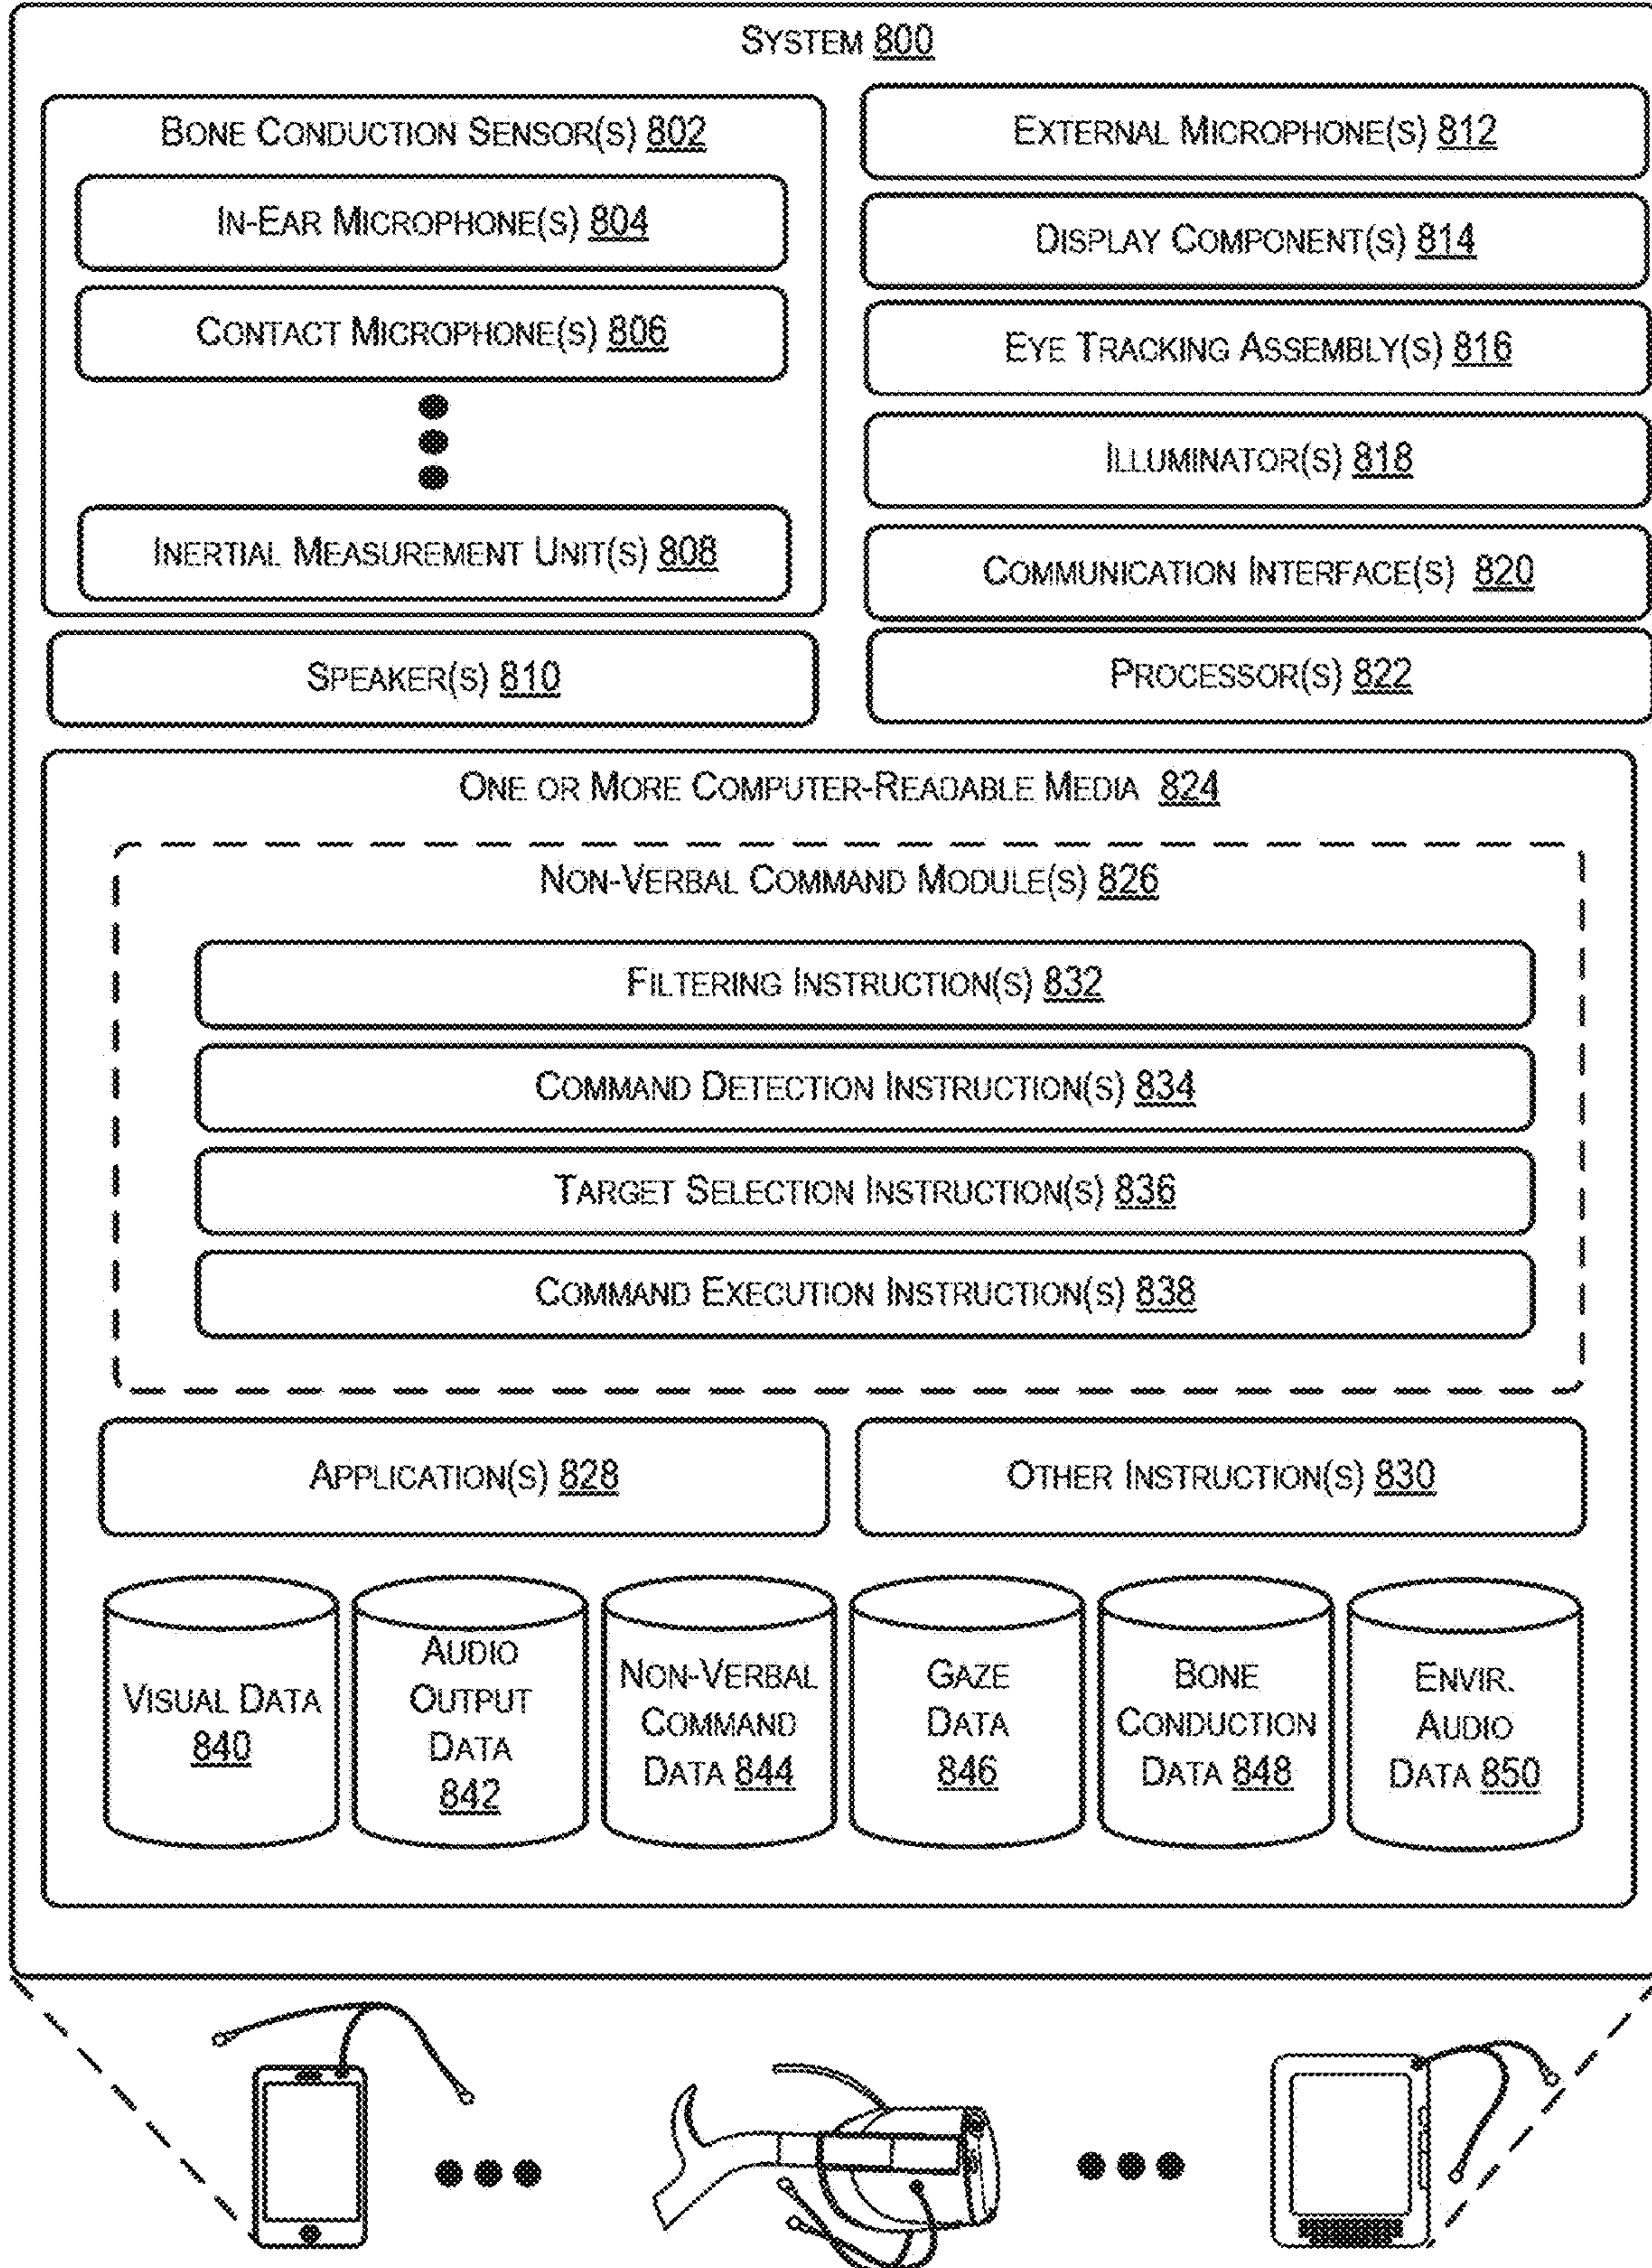 SYSTEM 800
BONE CONDUCTION SENSOR(S) 802
IN-EAR MICROPHONE(S) 804
CONTACT MICROPHONE(S) 806
INERTIAL MEASUREMENT UNIT(S) 808
SPEAKER(S) 810
EXTERNAL MICROPHONE(S) 812
DISPLAY COMPONENT(S) 814
EYE TRACKING ASSEMBLY(S) 816
ILLUMINATOR(S) 818
COMMUNICATION INTERFACE(S) 820
PROCESSOR(S) 822
ONE OR MORE COMPUTER-READABLE MEDIA 824
NON-VERBAL COMMAND MODULE(S) 826
FILTERING INSTRUCTION(S) 832
COMMAND DETECTION INSTRUCTION(S) 834
TARGET SELECTION INSTRUCTION(S) 836
COMMAND EXECUTION INSTRUCTION(S) 838
APPLICATION(S) 828
OTHER INSTRUCTION(S) 830
VISUAL DATA
840
AUDIO
OUTPUT
DATA
842
NON-VERBAL
COMMAND
DATA 844
GAZE
DATA
846
BONE
CONDUCTION
DATA 848
ENVIR.
AUDIO
DATA 850